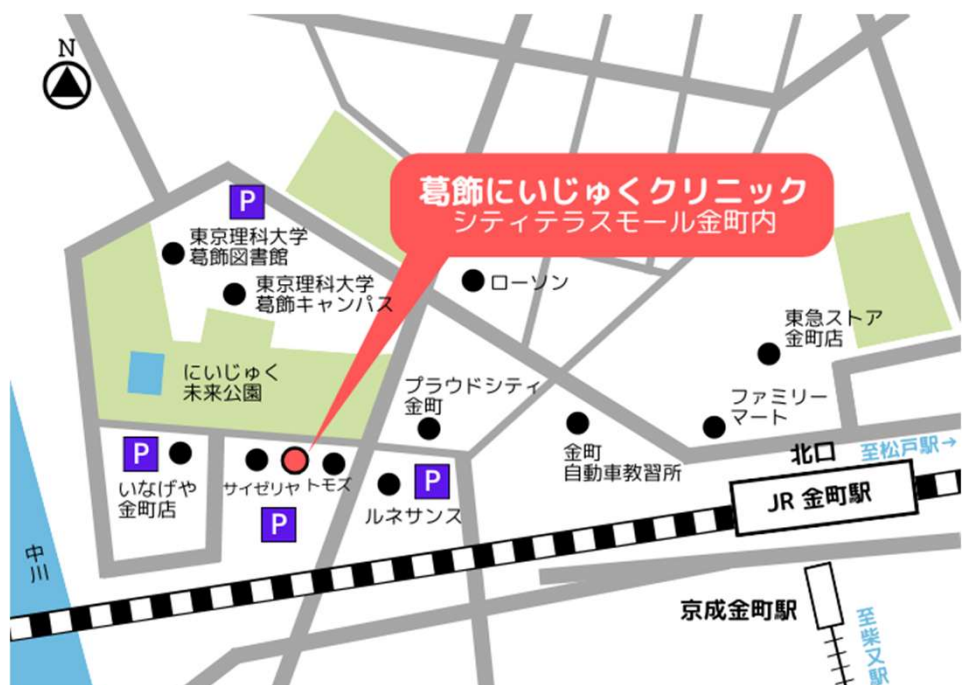 N
P
東京理科大学
葛飾図書館
東京理科大学
葛飾キャンパス
葛飾にいじゅくクリニック
シティテラスモール金町内
ローソン
東急ストア
金町店
にいじゅく
未来公園
プラウドシティ
金町
ファミリー
マート
金町
自動車教習所
北口
至松戸駅→
JR 金町駅
P
いなげや
金町店
サイゼリヤ
トモズ
P
P
ルネサンス
中川
京成金町駅
至柴又駅